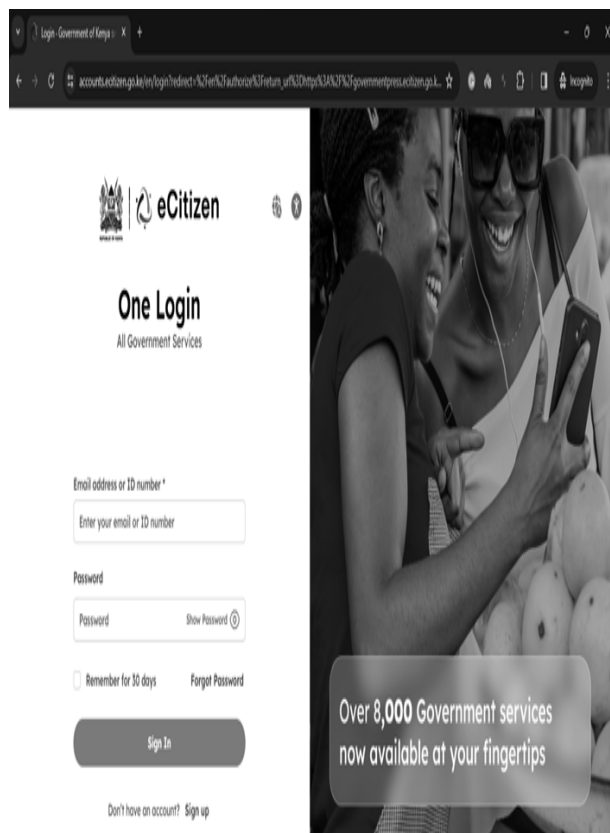 Login - Government of Kenya
accounts.ecitizen.go.ke/en/login?redirect=%2Fen%2Fauthorize%3Freturn_url%3Dhttps%3A%2F%2Fgovernmentpress.ecitizen.go.k...
Incognito
eCitizen
REPUBLIC OF KENYA
One Login
All Government Services
Email address or ID number *
Enter your email or ID number
Password
Password Show Password
Remember for 30 days Forgot Password
Sign In
Don't have an account? Sign up
Over 8,000 Government services
now available at your fingertips